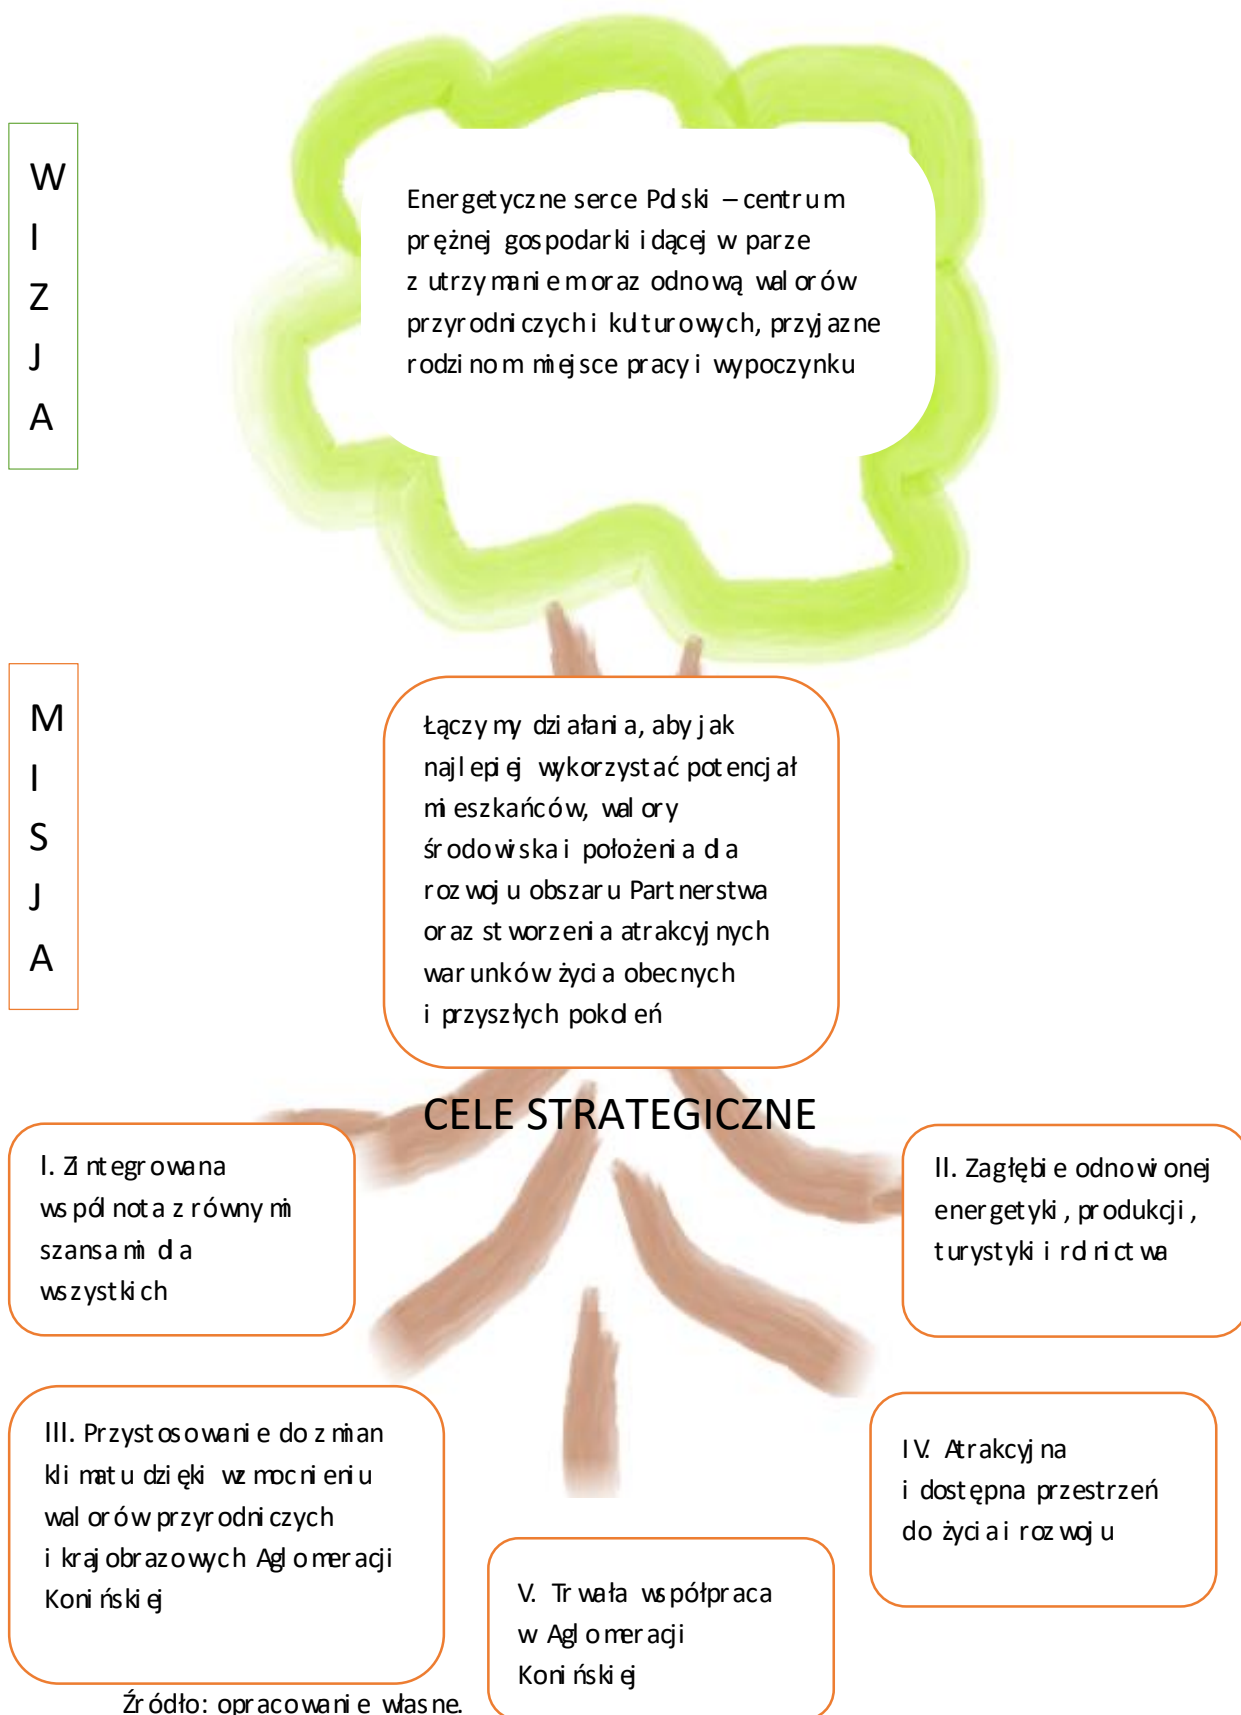 WIZJA
Energetyczne serce Polski – centrum
prężnej gospodarki idącej w parze
z utrzymaniem oraz odnową walorów
przyrodniczych i kulturowych, przyjazne
rodzinom miejsce pracy i wypoczynku
MISJA
Łączymy działania, aby jak
najlepiej wykorzystać potencjał
mieszkańców, walory
środowiska i położenia dla
rozwoju obszaru Partnerstwa
oraz stworzenia atrakcyjnych
warunków życia obecnych
i przyszłych pokoleń
CELE STRATEGICZNE
I. Zintegrowana
wspólnota z równymi
szansami dla
wszystkich
II. Zagłębie odnowionej
energetyki, produkcji,
turystyki i rolnictwa
III. Przystosowanie do zmian
klimatu dzięki wzmocnieniu
walorów przyrodniczych
i krajobrazowych Aglomeracji
Konińskiej
IV. Atrakcyjna
i dostępna przestrzeń
do życia i rozwoju
V. Trwała współpraca
w Aglomeracji
Konińskiej
Źródło: opracowanie własne.